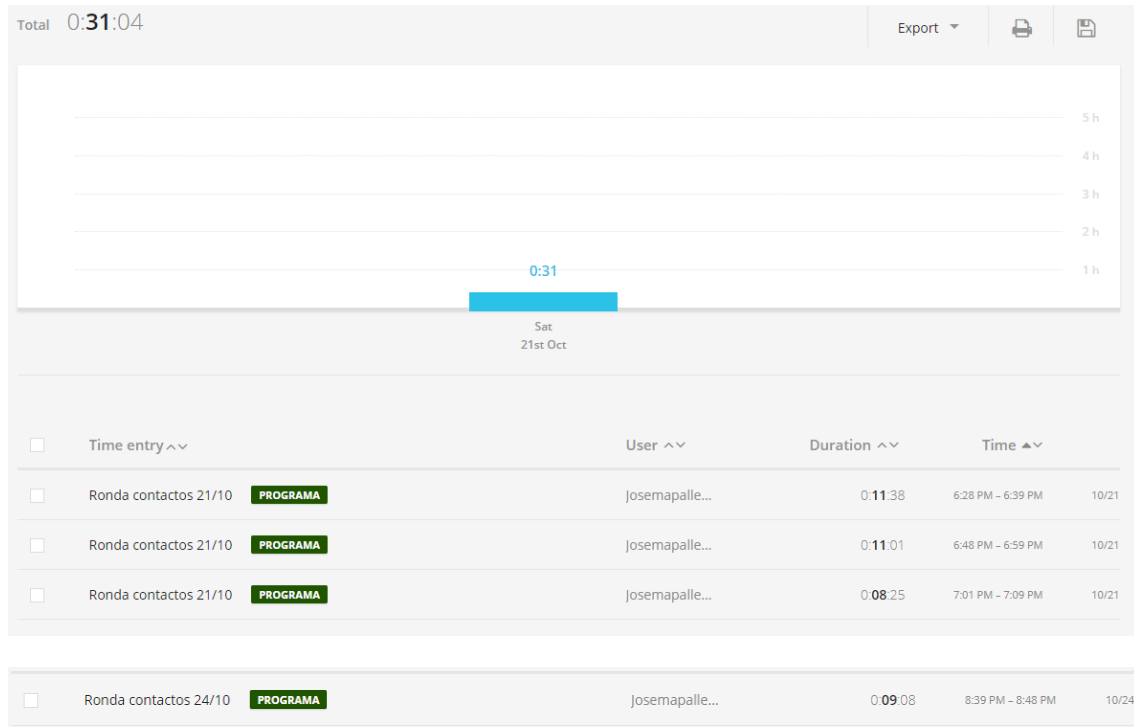 Total 0:31:04 Export
5 h
4 h
3 h
2 h
1 h
0:31
Sat
21st Oct
Time entry User Duration Time
Ronda contactos 21/10 PROGRAMA Josemapalle... 0:11:38 6:28 PM – 6:39 PM 10/21
Ronda contactos 21/10 PROGRAMA Josemapalle... 0:11:01 6:48 PM – 6:59 PM 10/21
Ronda contactos 21/10 PROGRAMA Josemapalle... 0:08:25 7:01 PM – 7:09 PM 10/21
Ronda contactos 24/10 PROGRAMA Josemapalle... 0:09:08 8:39 PM – 8:48 PM 10/24